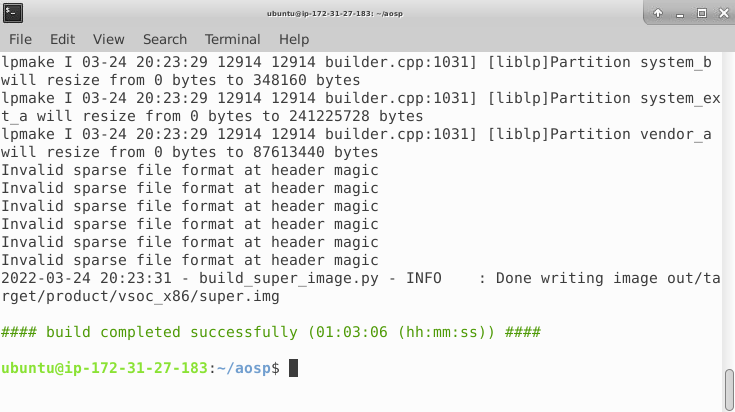 ubuntu@ip-172-31-27-183: ~/aosp
File Edit View Search Terminal Help
lpmake I 03-24 20:23:29 12914 12914 builder.cpp:1031] [liblp]Partition system_b
will resize from 0 bytes to 348160 bytes
lpmake I 03-24 20:23:29 12914 12914 builder.cpp:1031] [liblp]Partition system_ex
t_a will resize from 0 bytes to 241225728 bytes
lpmake I 03-24 20:23:29 12914 12914 builder.cpp:1031] [liblp]Partition vendor_a
will resize from 0 bytes to 87613440 bytes
Invalid sparse file format at header magic
Invalid sparse file format at header magic
Invalid sparse file format at header magic
Invalid sparse file format at header magic
Invalid sparse file format at header magic
Invalid sparse file format at header magic
2022-03-24 20:23:31 - build_super_image.py - INFO    : Done writing image out/ta
rget/product/vsoc_x86/super.img
#### build completed successfully (01:03:06 (hh:mm:ss)) ####
ubuntu@ip-172-31-27-183:~/aosp$